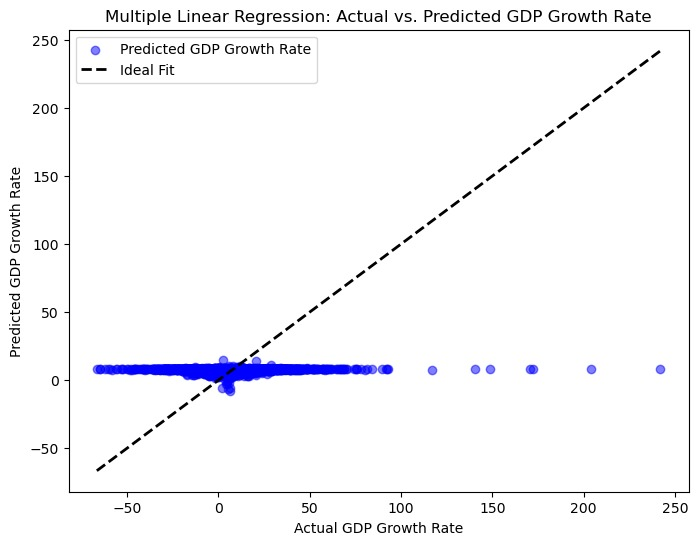 Multiple Linear Regression: Actual vs. Predicted GDP Growth Rate
Predicted GDP Growth Rate
Ideal Fit
250
200
150
100
50
0
−50
Predicted GDP Growth Rate
−50 0 50 100 150 200 250
Actual GDP Growth Rate